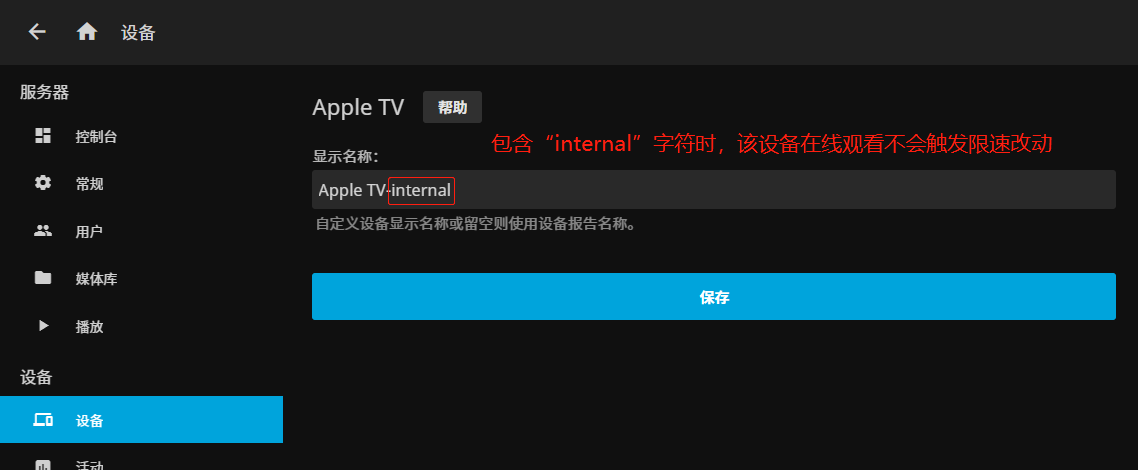 设备
服务器
控制台
常规
用户
媒体库
播放
设备
设备
活动
Apple TV 帮助
包含“internal”字符时，该设备在线观看不会触发限速改动
显示名称：
Apple TV-internal
自定义设备显示名称或留空则使用设备报告名称。
保存